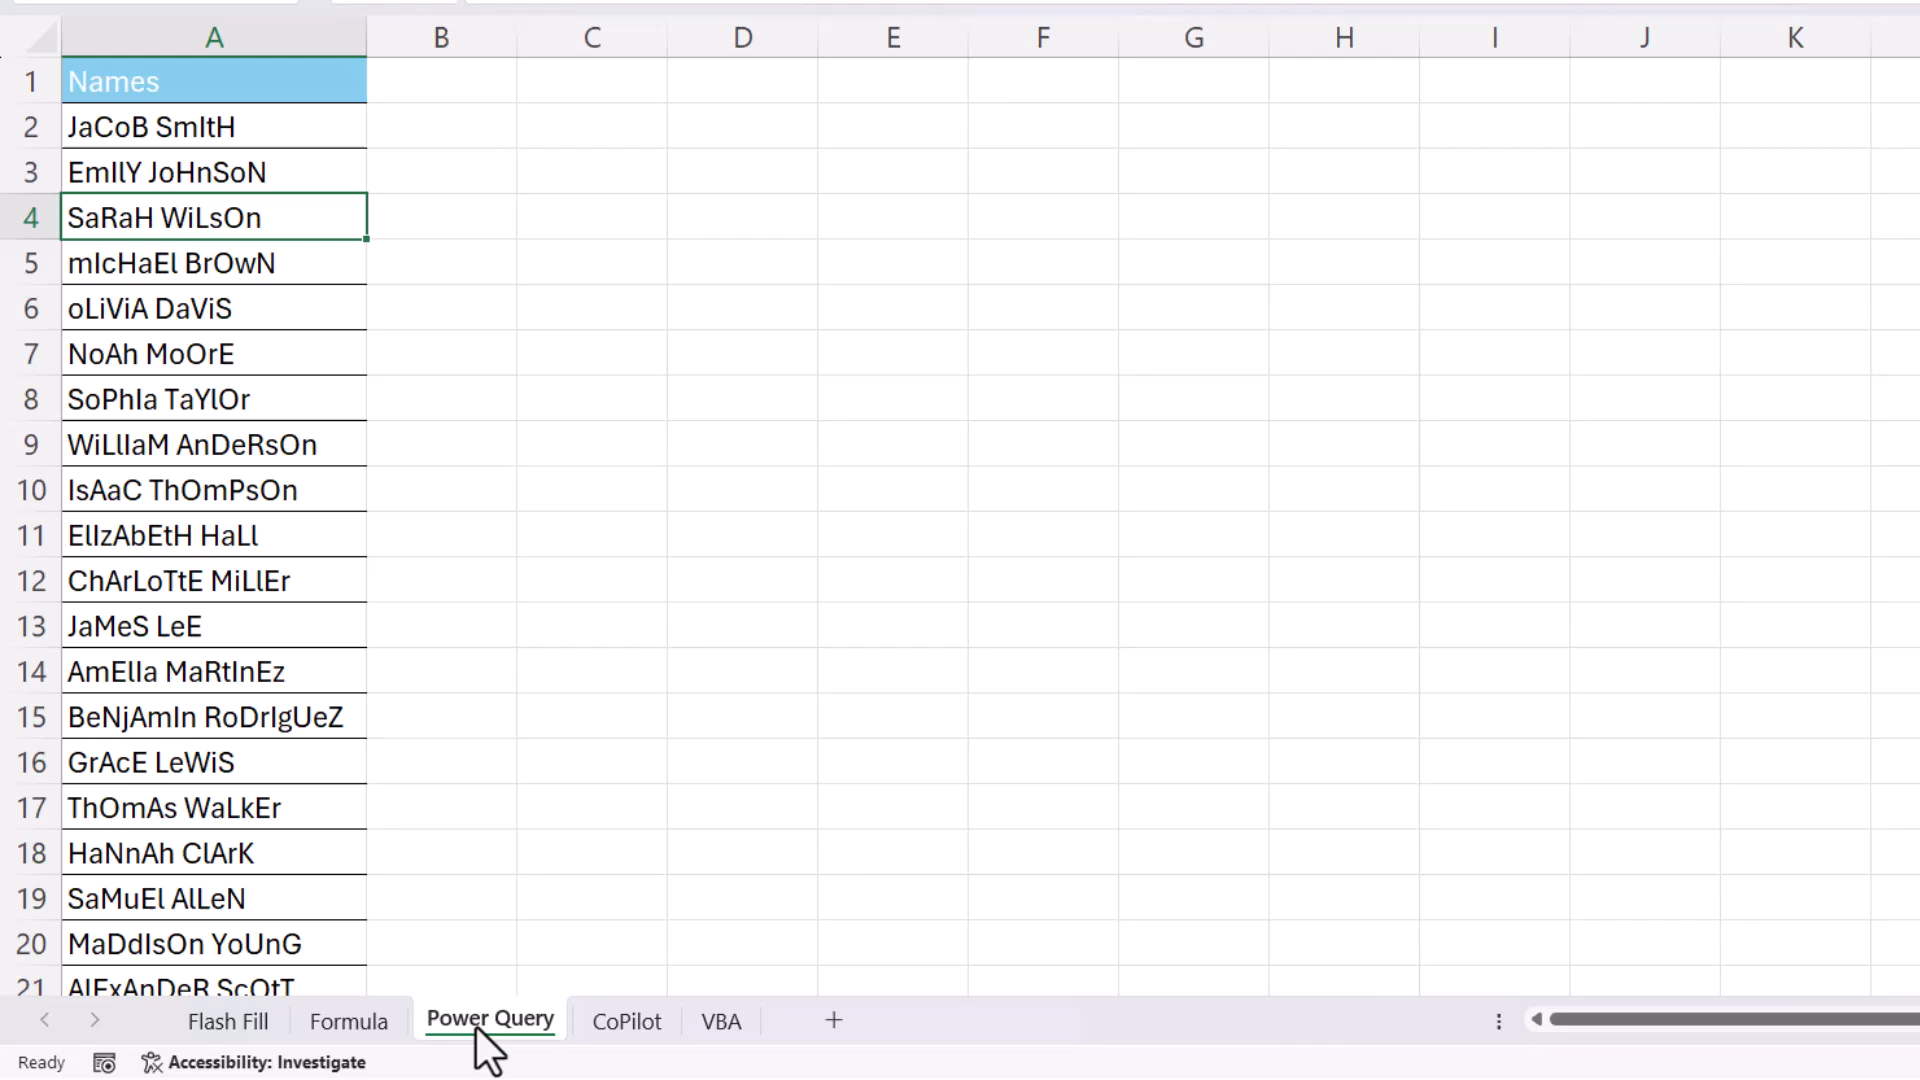 A B C D E F G H I J K
1 Names
2 JaCoB SmItH
3 EmIlY JoHnSoN
4 SaRaH WiLsOn
5 mIcHaEl BrOwN
6 oLiViA DaViS
7 NoAh MoOrE
8 SoPhIa TaYlOr
9 WiLlIaM AnDeRsOn
10 IsAaC ThOmPsOn
11 ElIzAbEtH HaLl
12 ChArLoTtE MiLlEr
13 JaMeS LeE
14 AmElIa MaRtInEz
15 BeNjAmIn RoDrIgUeZ
16 GrAcE LeWiS
17 ThOmAs WaLkEr
18 HaNnAh ClArK
19 SaMuEl AlLeN
20 MaDdIsOn YoUnG
21 AlExAnDeR ScOtT
Flash Fill Formula Power Query CoPilot VBA
Ready Accessibility: Investigate